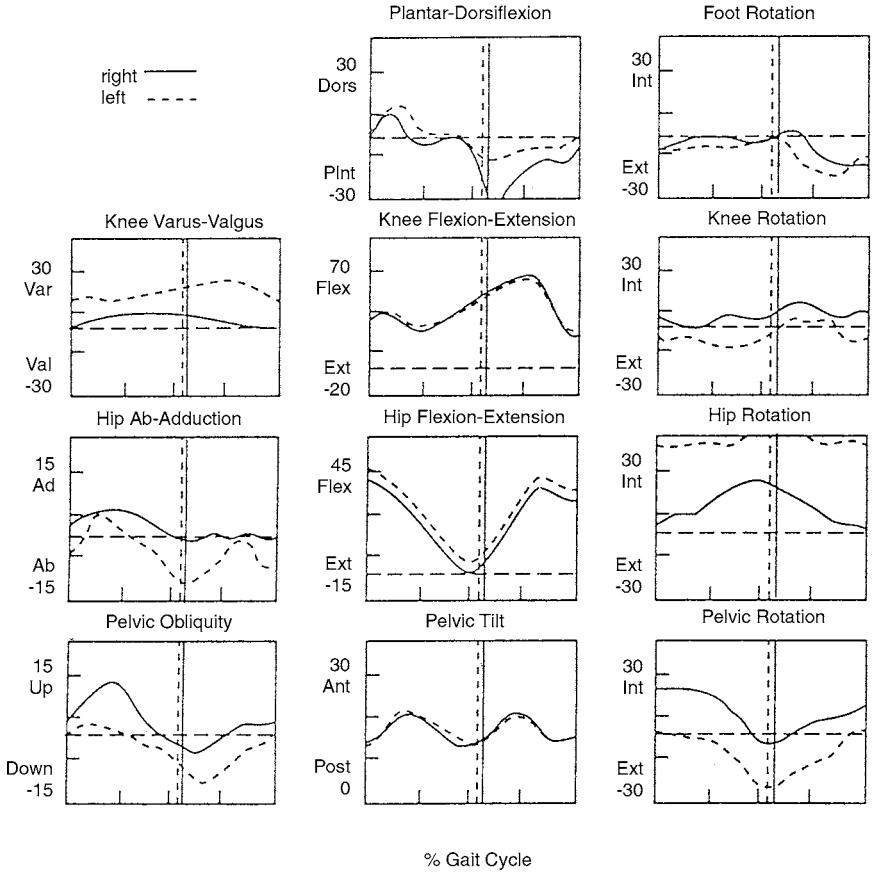 Plantar-Dorsiflexion
Foot Rotation
right
left
30
Dors
Plnt
-30
30
Int
Ext
-30
Knee Varus-Valgus
Knee Flexion-Extension
Knee Rotation
30
Var
Val
-30
70
Flex
Ext
-20
30
Int
Ext
-30
Hip Ab-Adduction
Hip Flexion-Extension
Hip Rotation
15
Ad
Ab
-15
45
Flex
Ext
-15
30
Int
Ext
-30
Pelvic Obliquity
Pelvic Tilt
Pelvic Rotation
15
Up
Down
-15
30
Ant
Post
0
30
Int
Ext
-30
% Gait Cycle